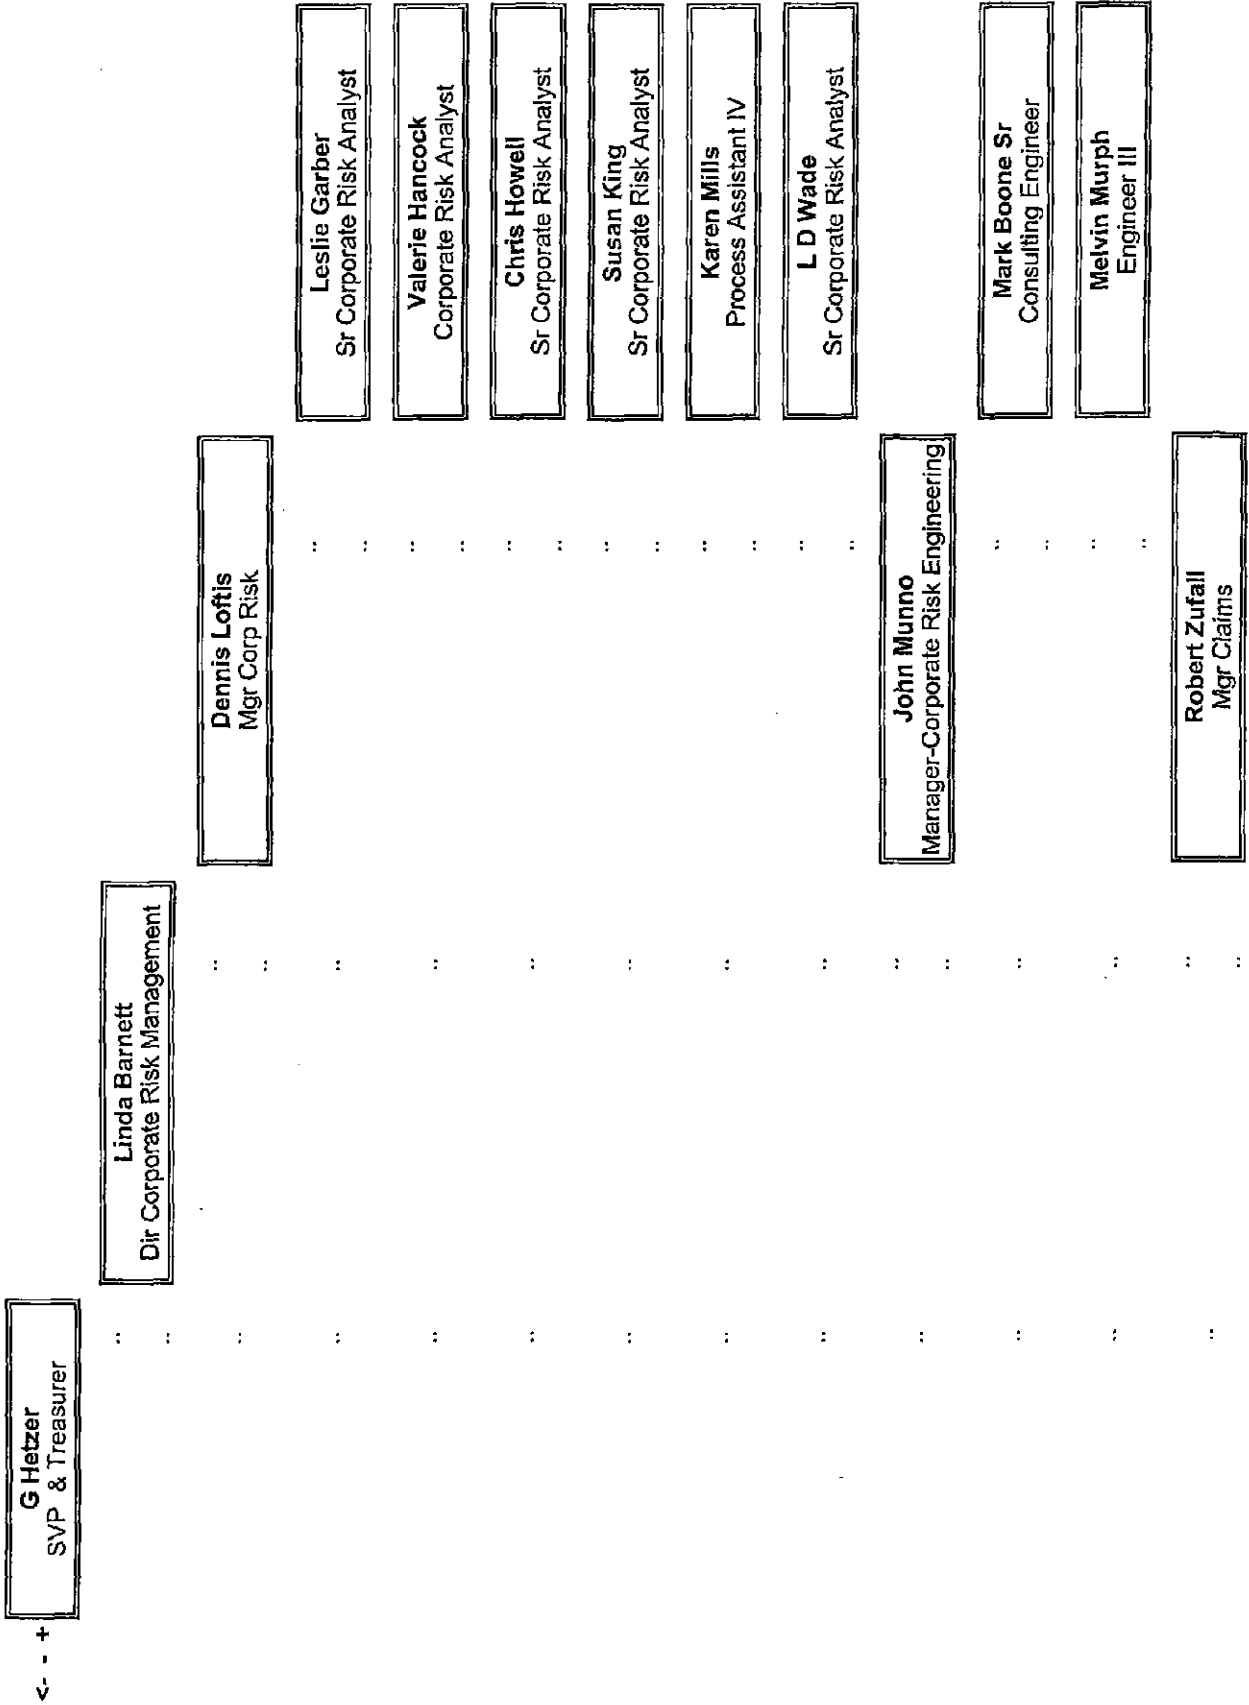 <- - +
G Hetzer
SVP & Treasurer
Linda Barnett
Dir Corporate Risk Management
Dennis Loftis
Mgr Corp Risk
Leslie Garber
Sr Corporate Risk Analyst
Valerie Hancock
Corporate Risk Analyst
Chris Howell
Sr Corporate Risk Analyst
Susan King
Sr Corporate Risk Analyst
Karen Mills
Process Assistant IV
L D Wade
Sr Corporate Risk Analyst
John Munno
Manager-Corporate Risk Engineering
Mark Boone Sr
Consulting Engineer
Melvin Murph
Engineer III
Robert Zufall
Mgr Claims